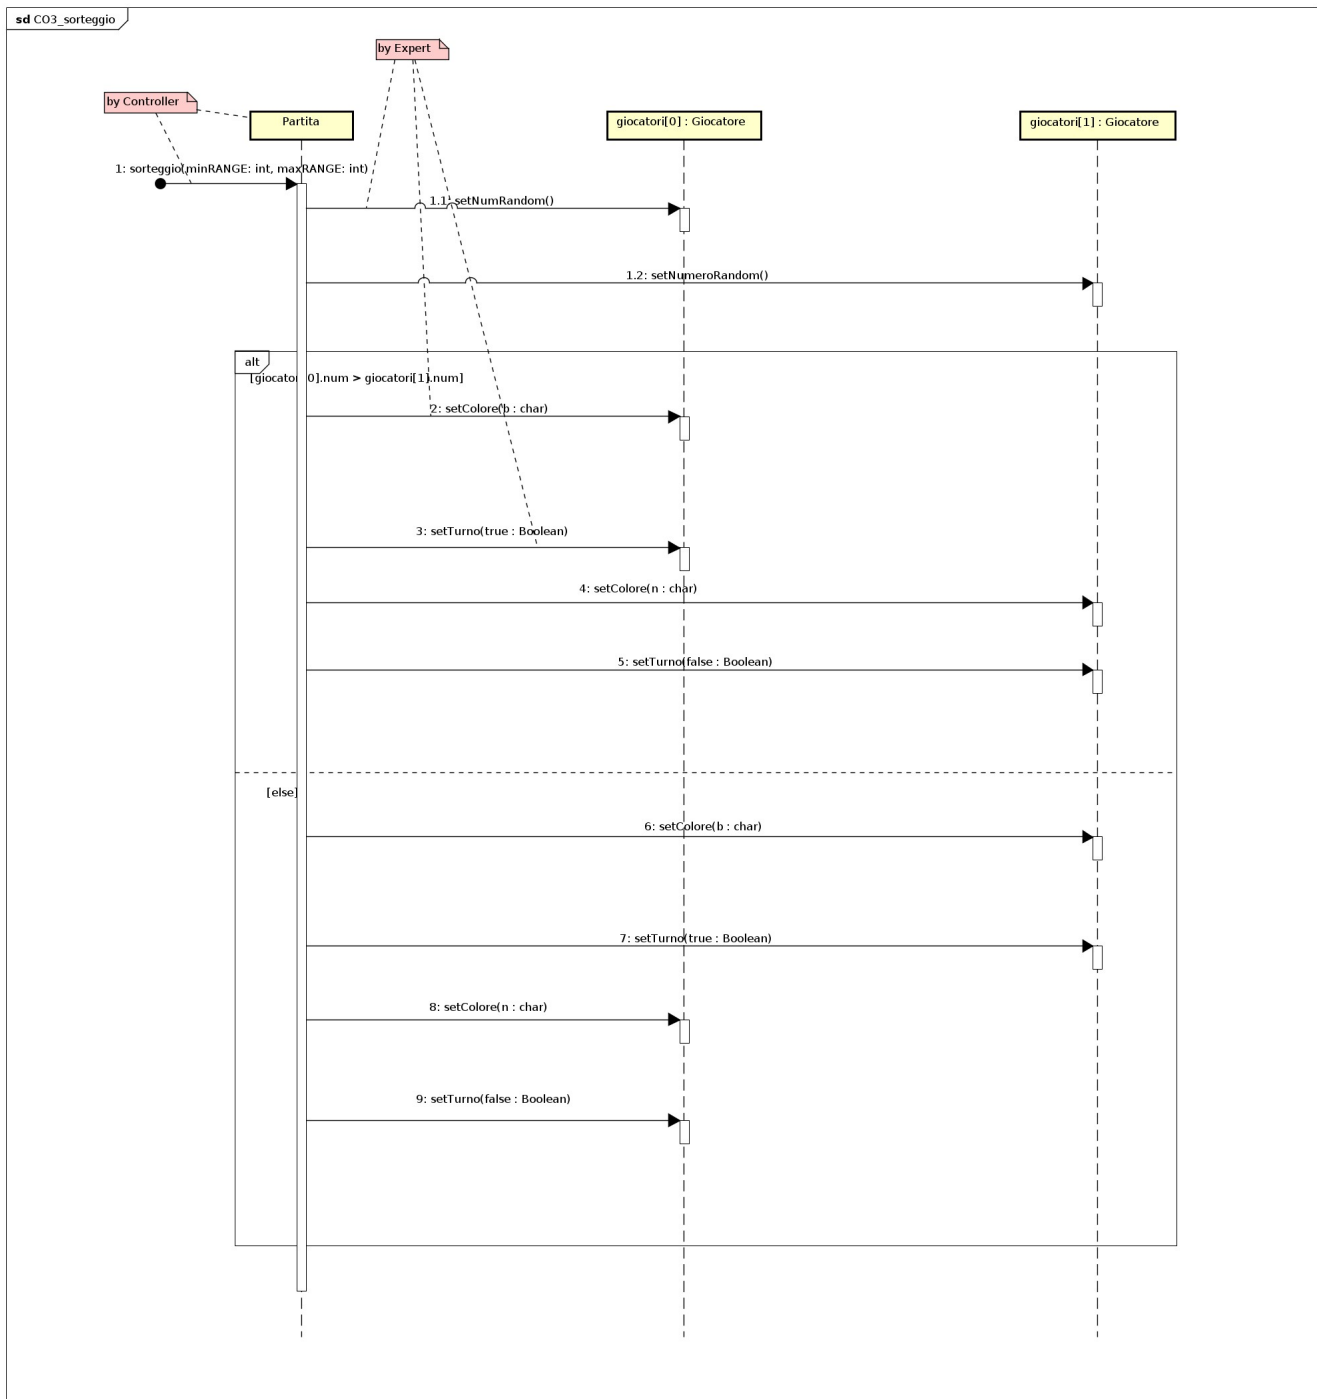 sd CO3_sorteggio
by Expert
by Controller
Partita
giocatori[0] : Giocatore
giocatori[1] : Giocatore
1: sorteggio(minRANGE: int, maxRANGE: int)
1.1: setNumRandom()
1.2: setNumeroRandom()
alt
[giocatori[0].num > giocatori[1].num]
2: setColore(b : char)
3: setTurno(true : Boolean)
4: setColore(n : char)
5: setTurno(false : Boolean)
[else]
6: setColore(b : char)
7: setTurno(true : Boolean)
8: setColore(n : char)
9: setTurno(false : Boolean)